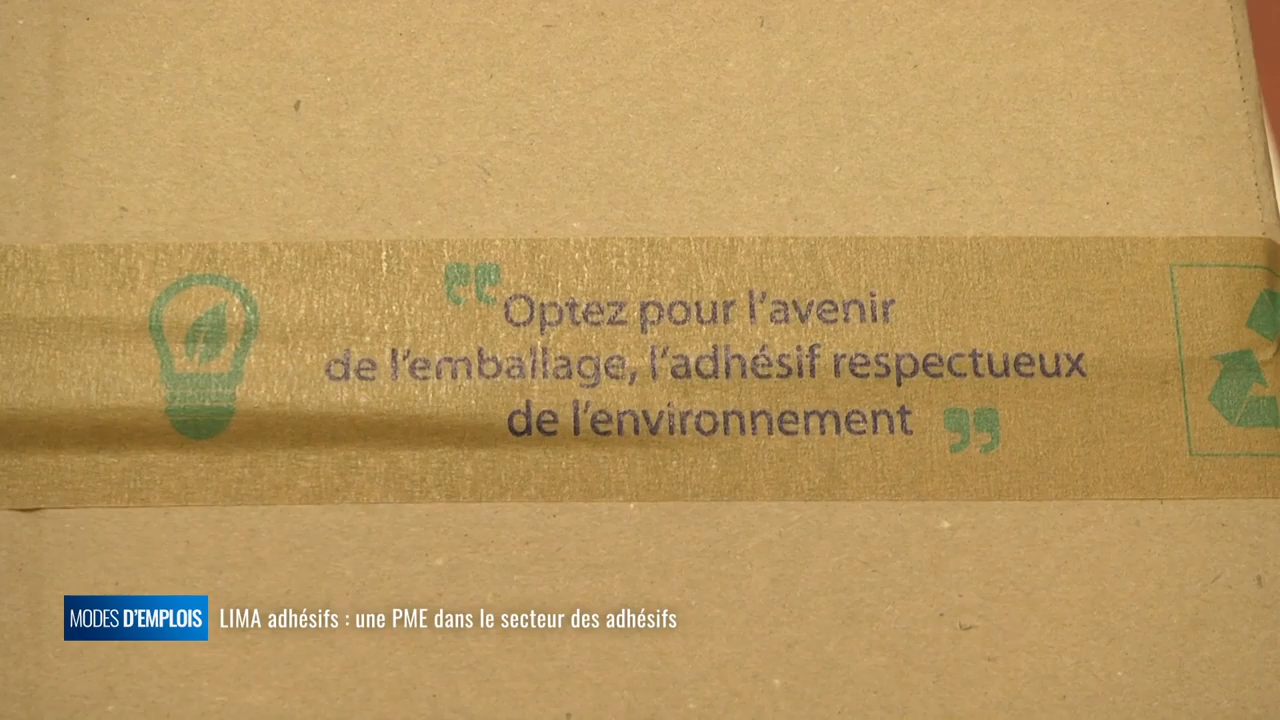 “Optez pour l'avenir
de l'emballage, l'adhésif respectueux
de l'environnement”
MODES D'EMPLOIS LIMA adhésifs : une PME dans le secteur des adhésifs